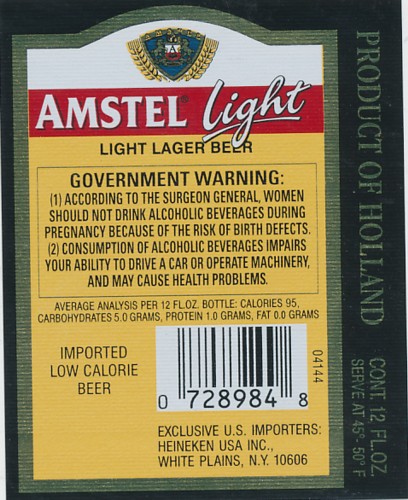 AMSTEL Light
LIGHT LAGER BEER
GOVERNMENT WARNING:
(1) ACCORDING TO THE SURGEON GENERAL, WOMEN
SHOULD NOT DRINK ALCOHOLIC BEVERAGES DURING
PREGNANCY BECAUSE OF THE RISK OF BIRTH DEFECTS.
(2) CONSUMPTION OF ALCOHOLIC BEVERAGES IMPAIRS
YOUR ABILITY TO DRIVE A CAR OR OPERATE MACHINERY,
AND MAY CAUSE HEALTH PROBLEMS.
AVERAGE ANALYSIS PER 12 FL.OZ. BOTTLE: CALORIES 95,
CARBOHYDRATES 5.0 GRAMS, PROTEIN 1.0 GRAMS, FAT 0.0 GRAMS
IMPORTED
LOW CALORIE
BEER
0 728984 8
04144
EXCLUSIVE U.S. IMPORTERS:
HEINEKEN USA INC.,
WHITE PLAINS, N.Y. 10606
PRODUCT OF HOLLAND
CONT. 12 FL.OZ.
SERVE AT 45°- 50° F